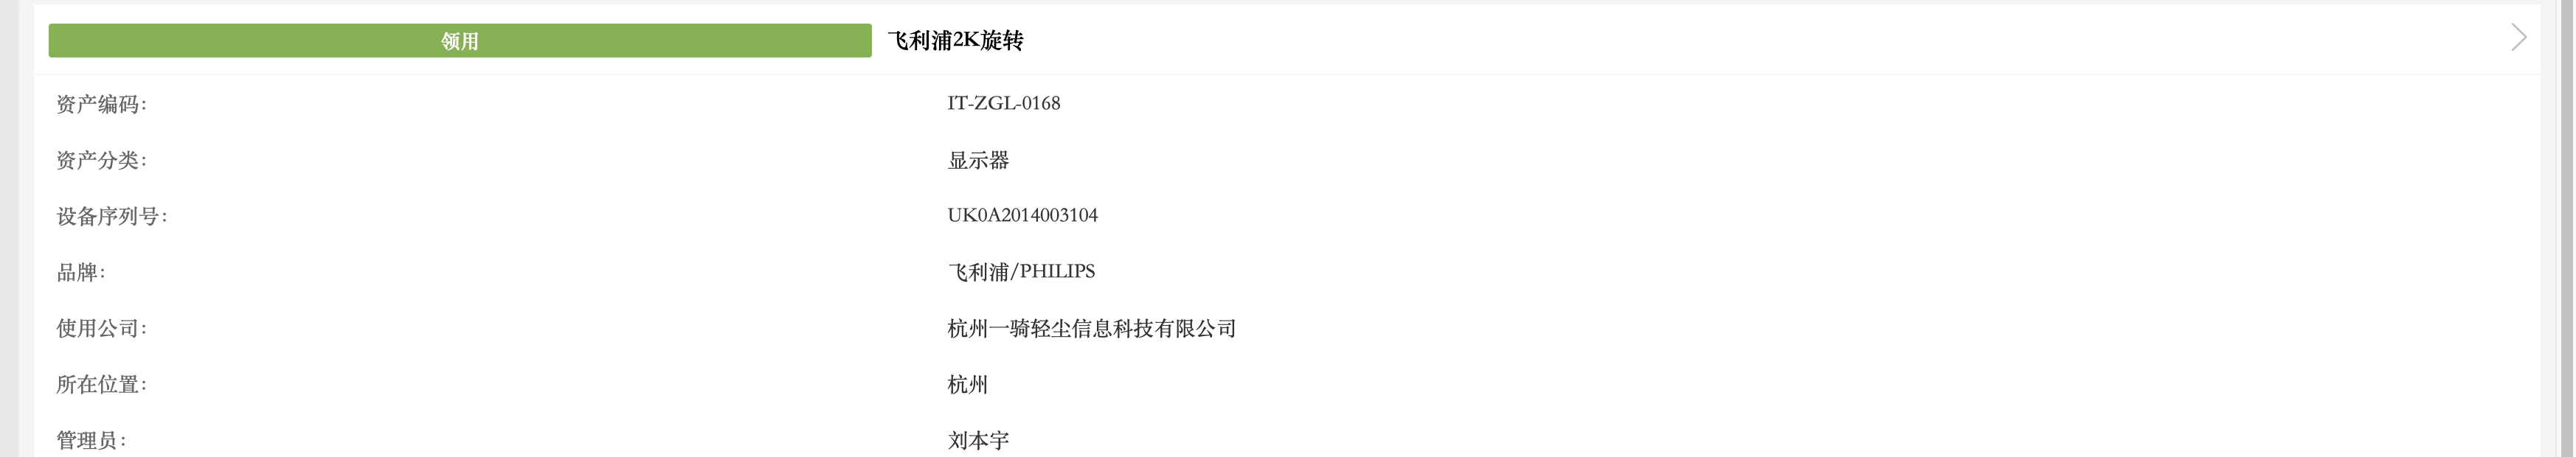 领用 飞利浦2K旋转
资产编码: IT-ZGL-0168
资产分类: 显示器
设备序列号: UK0A2014003104
品牌: 飞利浦/PHILIPS
使用公司: 杭州一骑轻尘信息科技有限公司
所在位置: 杭州
管理员: 刘本宇